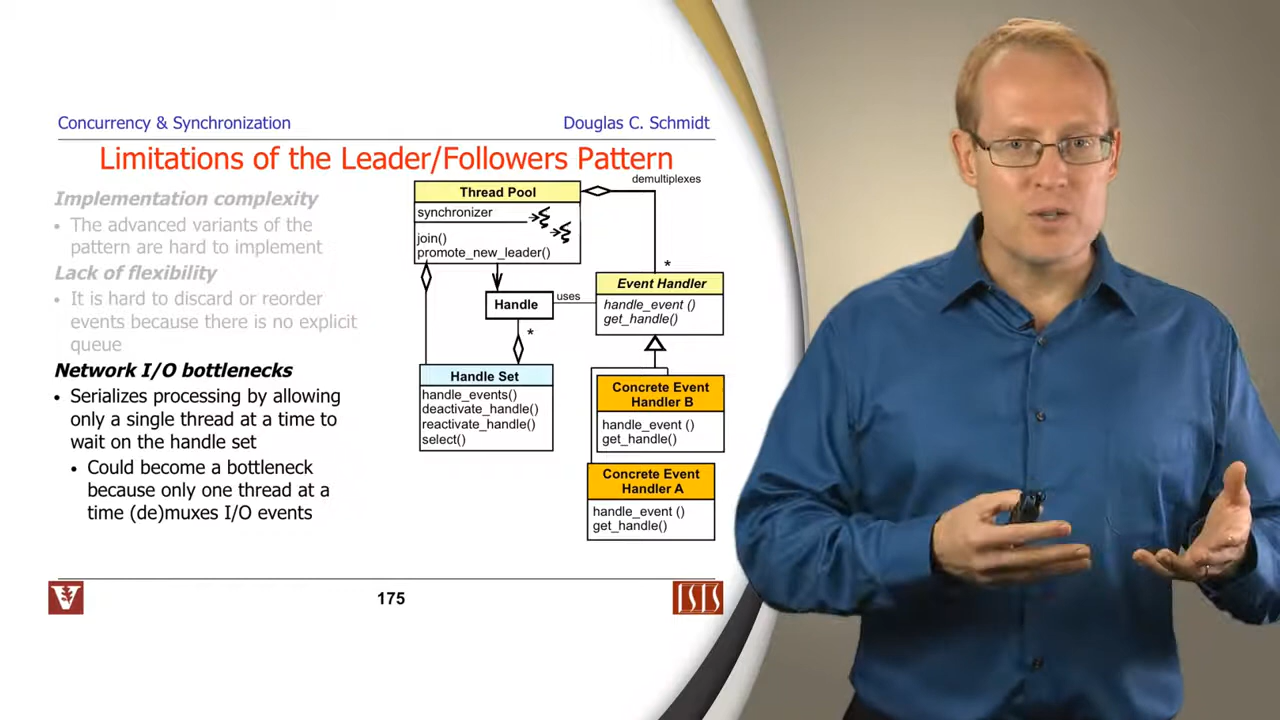 Concurrency & Synchronization
Douglas C. Schmidt
Limitations of the Leader/Followers Pattern
Implementation complexity
• The advanced variants of the
pattern are hard to implement
Lack of flexibility
• It is hard to discard or reorder
events because there is no explicit
queue
Network I/O bottlenecks
• Serializes processing by allowing
only a single thread at a time to
wait on the handle set
• Could become a bottleneck
because only one thread at a
time (de)muxes I/O events
demultiplexes
Thread Pool
synchronizer
join()
promote_new_leader()
*
Event Handler
handle_event ()
get_handle()
Handle
uses
*
Handle Set
handle_events()
deactivate_handle()
reactivate_handle()
select()
Concrete Event
Handler B
handle_event ()
get_handle()
Concrete Event
Handler A
handle_event ()
get_handle()
V
175
ISIS